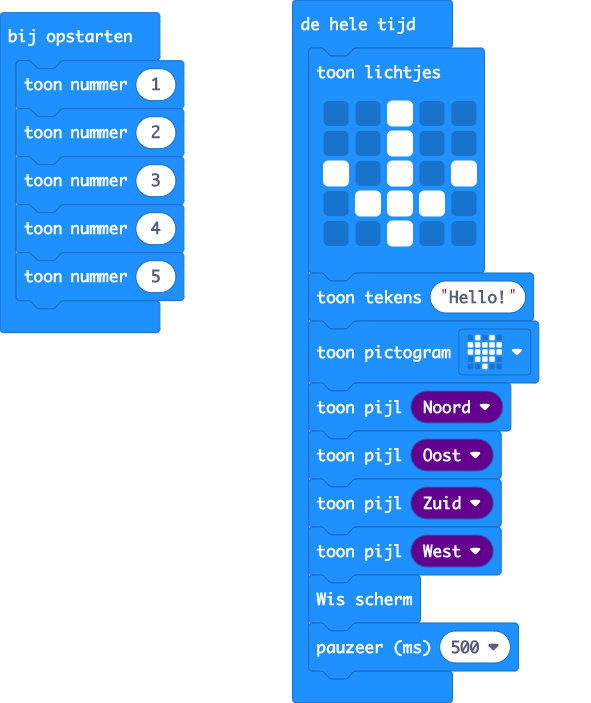 bij opstarten
toon nummer 1
toon nummer 2
toon nummer 3
toon nummer 4
toon nummer 5
de hele tijd
toon lichtjes
toon tekens "Hello!"
toon pictogram
toon pijl Noord
toon pijl Oost
toon pijl Zuid
toon pijl West
Wis scherm
pauzeer (ms) 500